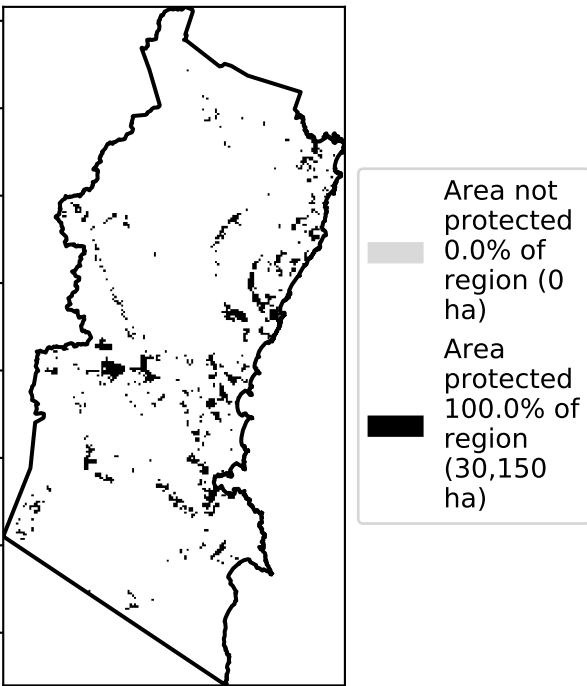 Area not
protected
0.0% of
region (0
ha)
Area
protected
100.0% of
region
(30,150
ha)